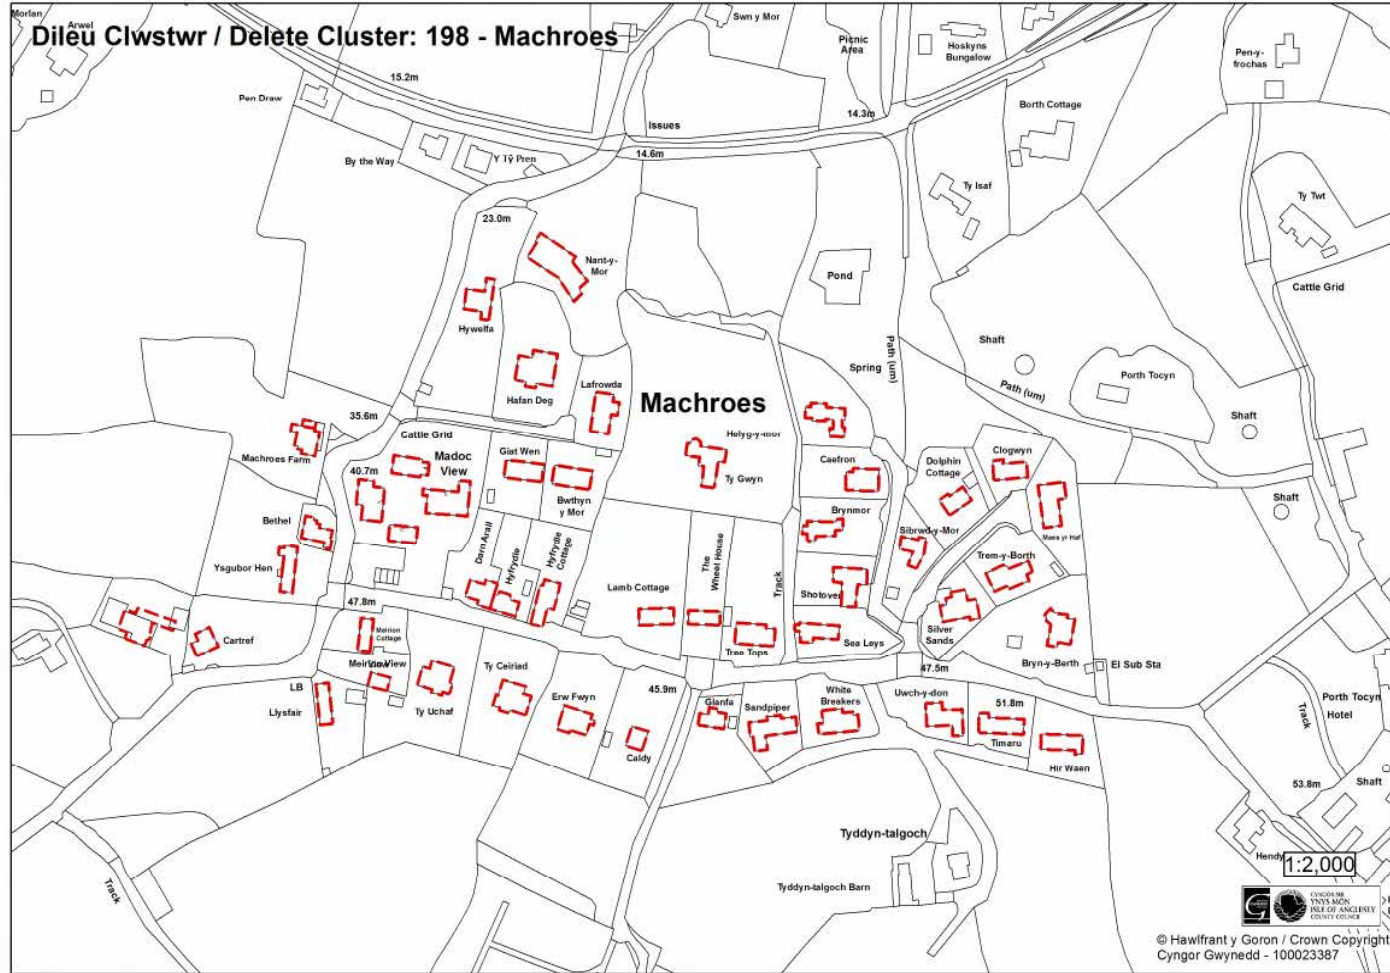 Morlan
Arwel
Dileu Clwstwr / Delete Cluster: 198 - Machroes
Swn y Mor
Picnic
Area
Hoskyns
Bungalow
Pen-y-
frochas
15.2m
Pen Draw
14.3m
Borth Cottage
Issues
14.6m
By the Way
Y Tŷ Pren
Ty Isaf
Ty Twt
23.0m
Nant-y-
Mor
Pond
Cattle Grid
Hywelfa
Path (um)
Shaft
Spring
Porth Tocyn
Path (um)
Hafan Deg
Lafrowda
Machroes
Shaft
35.6m
Cattle Grid
Helyg-y-mor
Machroes Farm
Madoc
View
Giat Wen
Clogwyn
40.7m
Caefron
Dolphin
Cottage
Ty Gwyn
Shaft
Bwthyn
y Mor
Brynmor
Bethel
Sibrwd-y-Mor
Maes yr Haf
Darn Arall
Hyfrydle
Hyfrydle
Cottage
The
Wheel House
Trem-y-Borth
Ysgubor Hen
Lamb Cottage
Track
Shotover
47.8m
Cartref
Meirion
Cottage
Silver
Sands
Sea Leys
Tree Tops
Meirion View
Ty Ceiriad
47.5m
Bryn-y-Berth
El Sub Sta
LB
Llysfair
Ty Uchaf
Erw Fwyn
45.9m
Glanfa
Sandpiper
White
Breakers
Uwch-y-don
51.8m
Porth Tocyn
Hotel
Track
Timaru
Caldy
Hir Waen
53.8m
Shaft
Tyddyn-talgoch
Hendy
1:2,000
Track
Tyddyn-talgoch Barn
CYNGOR SIR
YNYS MÔN
ISLE OF ANGLESEY
COUNTY COUNCIL
© Hawlfraint y Goron / Crown Copyright
Cyngor Gwynedd - 100023387